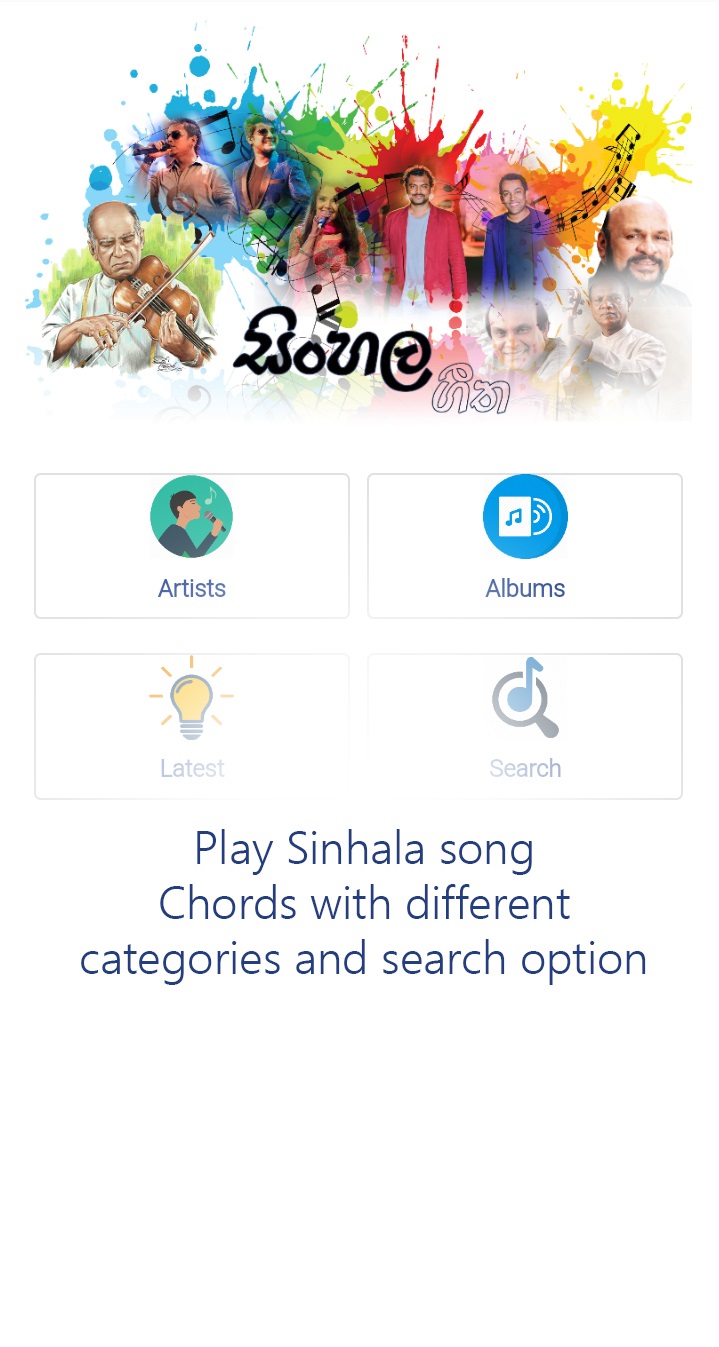 සිංහල
ගීත
Artists
Albums
Latest
Search
Play Sinhala song
Chords with different
categories and search option